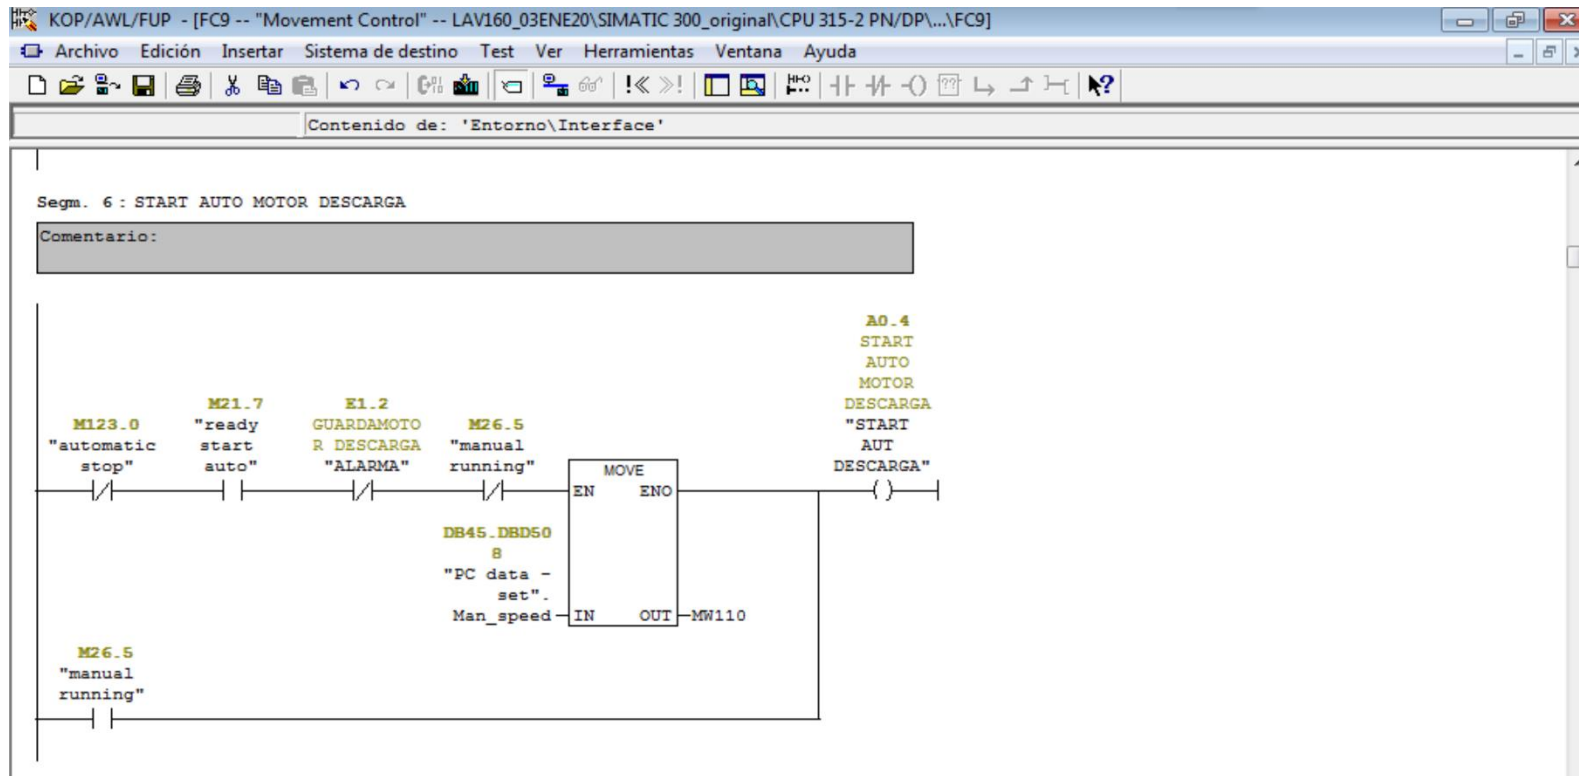 KOP/AWL/FUP - [FC9 -- "Movement Control" -- LAV160_03ENE20\SIMATIC 300_original\CPU 315-2 PN/DP\...\FC9]
Archivo Edición Insertar Sistema de destino Test Ver Herramientas Ventana Ayuda
Contenido de: 'Entorno\Interface'
Segm. 6 : START AUTO MOTOR DESCARGA
Comentario:
A0.4
START
AUTO
MOTOR
DESCARGA
"START
AUT
DESCARGA"
M123.0
"automatic
stop"
M21.7
"ready
start
auto"
E1.2
GUARDAMOTO
R DESCARGA
"ALARMA"
M26.5
"manual
running"
MOVE
EN ENO
DB45.DBD50
8
"PC data -
set".
Man_speed
IN OUT
MW110
M26.5
"manual
running"